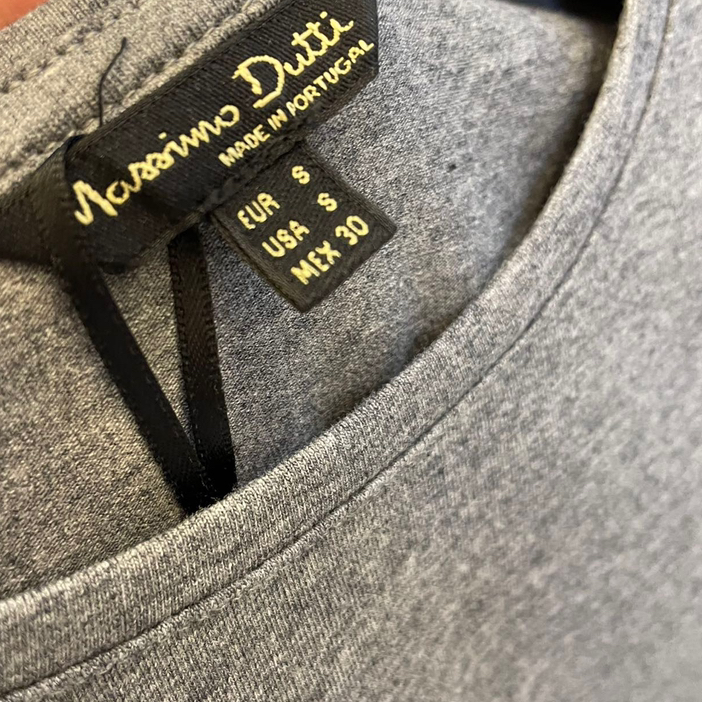 Massimo Dutti
MADE IN PORTUGAL
EUR S
USA S
MEX 30